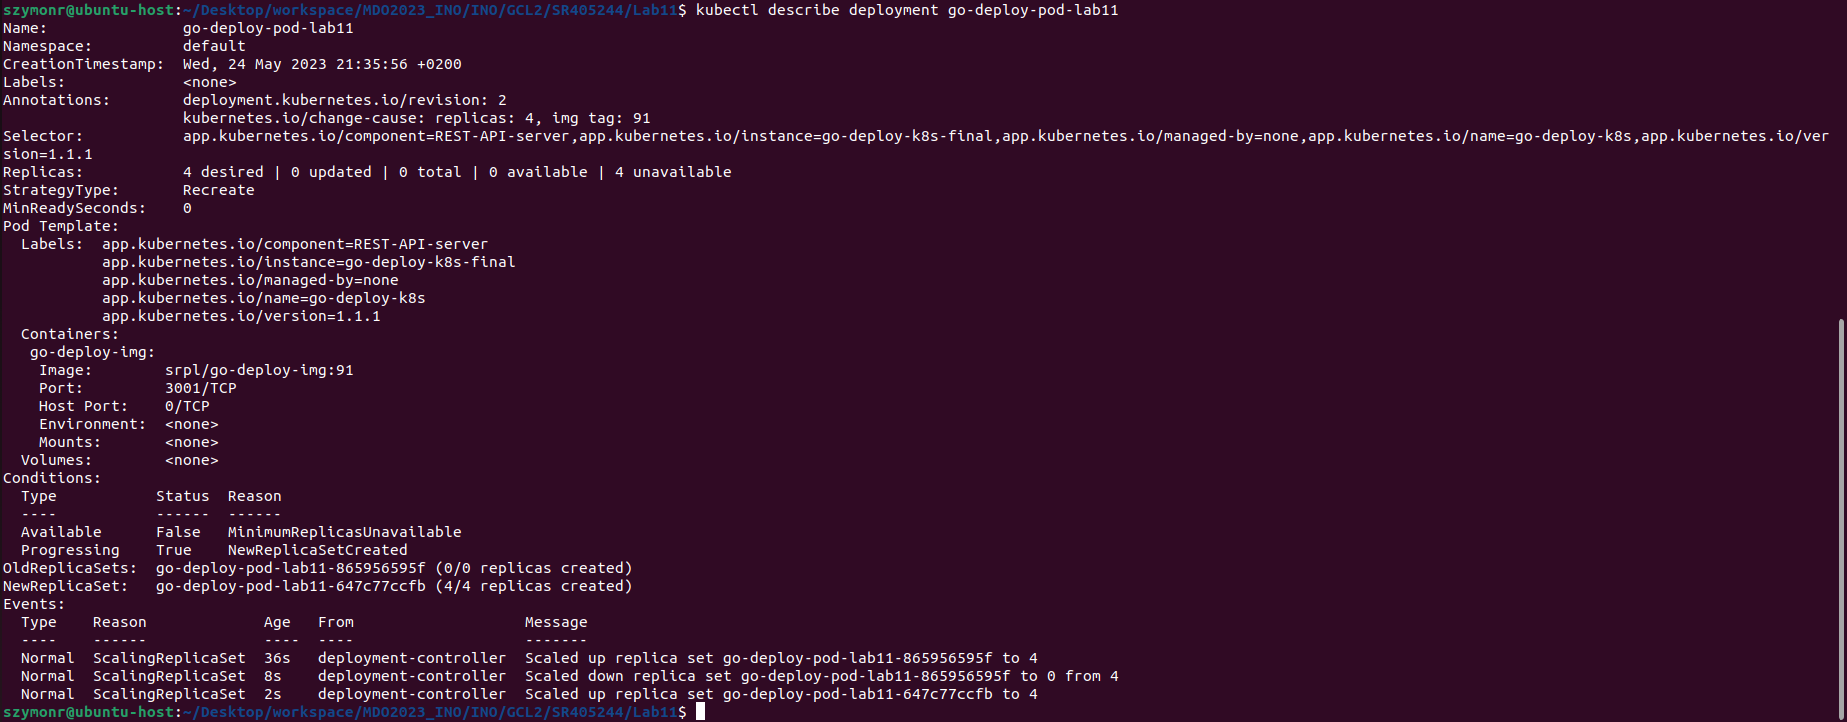 szymonr@ubuntu-host:~/Desktop/workspace/MDO2023_INO/INO/GCL2/SR405244/Lab11$ kubectl describe deployment go-deploy-pod-lab11
Name:               go-deploy-pod-lab11
Namespace:          default
CreationTimestamp:  Wed, 24 May 2023 21:35:56 +0200
Labels:             <none>
Annotations:        deployment.kubernetes.io/revision: 2
                    kubernetes.io/change-cause: replicas: 4, img tag: 91
Selector:           app.kubernetes.io/component=REST-API-server,app.kubernetes.io/instance=go-deploy-k8s-final,app.kubernetes.io/managed-by=none,app.kubernetes.io/name=go-deploy-k8s,app.kubernetes.io/ver
sion=1.1.1
Replicas:           4 desired | 0 updated | 0 total | 0 available | 4 unavailable
StrategyType:       Recreate
MinReadySeconds:    0
Pod Template:
  Labels:  app.kubernetes.io/component=REST-API-server
           app.kubernetes.io/instance=go-deploy-k8s-final
           app.kubernetes.io/managed-by=none
           app.kubernetes.io/name=go-deploy-k8s
           app.kubernetes.io/version=1.1.1
  Containers:
   go-deploy-img:
    Image:        srpl/go-deploy-img:91
    Port:         3001/TCP
    Host Port:    0/TCP
    Environment:  <none>
    Mounts:       <none>
  Volumes:        <none>
Conditions:
  Type           Status  Reason
  ----           ------  ------
  Available      False   MinimumReplicasUnavailable
  Progressing    True    NewReplicaSetCreated
OldReplicaSets:  go-deploy-pod-lab11-865956595f (0/0 replicas created)
NewReplicaSet:   go-deploy-pod-lab11-647c77ccfb (4/4 replicas created)
Events:
  Type    Reason             Age   From                   Message
  ----    ------             ----  ----                   -------
  Normal  ScalingReplicaSet  36s   deployment-controller  Scaled up replica set go-deploy-pod-lab11-865956595f to 4
  Normal  ScalingReplicaSet  8s    deployment-controller  Scaled down replica set go-deploy-pod-lab11-865956595f to 0 from 4
  Normal  ScalingReplicaSet  2s    deployment-controller  Scaled up replica set go-deploy-pod-lab11-647c77ccfb to 4
szymonr@ubuntu-host:~/Desktop/workspace/MDO2023_INO/INO/GCL2/SR405244/Lab11$